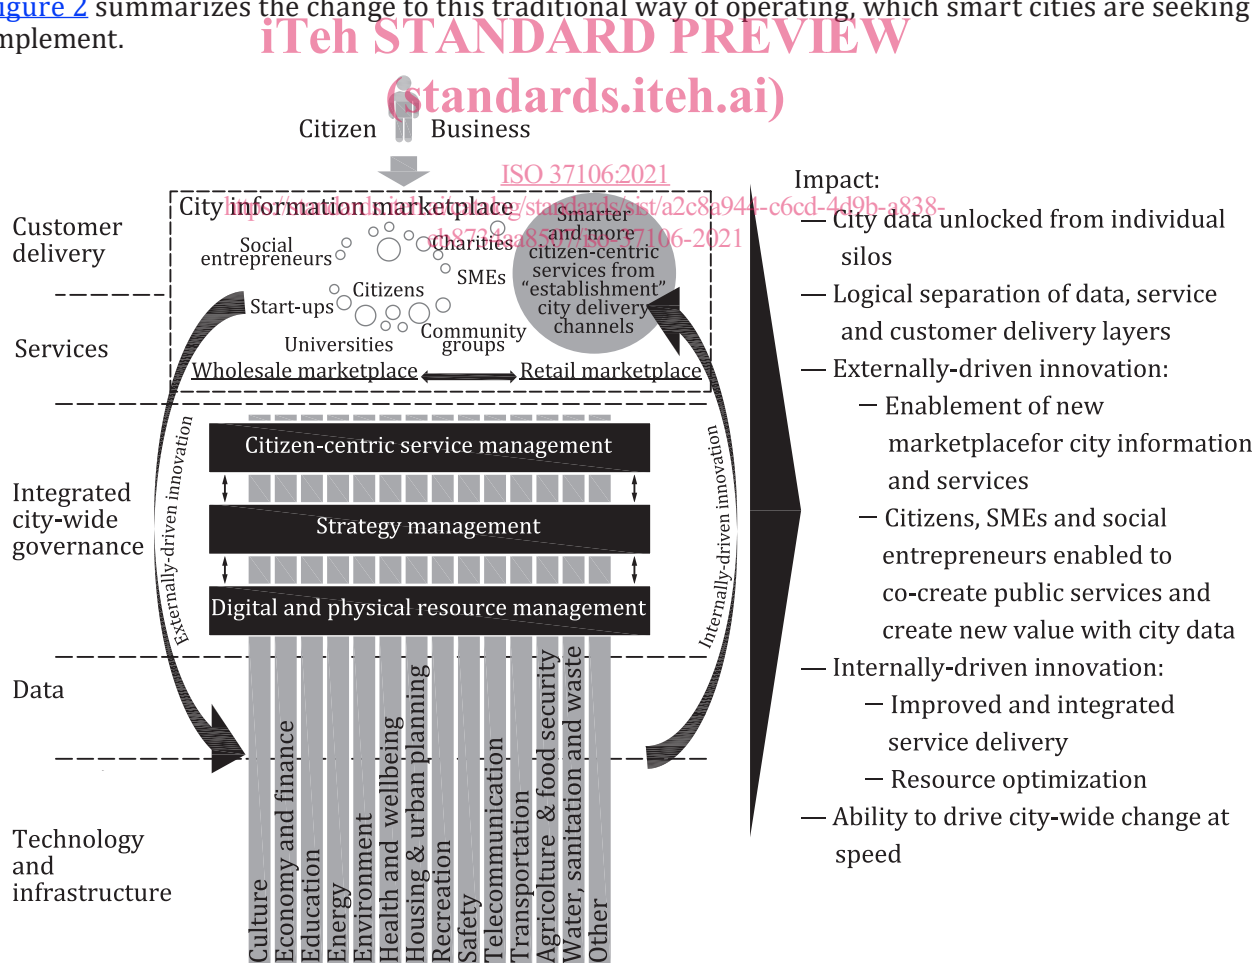 Figure 2 summarizes the change to this traditional way of operating, which smart cities are seeking
mplement.
iTeh STANDARD PREVIEW
(standards.iteh.ai)
Citizen Business
ISO 37106:2021
City information marketplace
Customer
delivery
Social
entrepreneurs
Charities
SMEs
Citizens
Start-ups
Community
groups
Universities
Smarter
and more
citizen-centric
services from
“establishment”
city delivery
channels
Services
Wholesale marketplace
Retail marketplace
Externally-driven innovation
Internally-driven innovation
Integrated
city-wide
governance
Citizen-centric service management
Strategy management
Digital and physical resource management
Data
Technology
and
infrastructure
Culture
Economy and finance
Education
Energy
Environment
Health and wellbeing
Housing & urban planning
Recreation
Safety
Telecommunication
Transportation
Agriculture & food security
Water, sanitation and waste
Other
Impact:
— City data unlocked from individual
silos
— Logical separation of data, service
and customer delivery layers
— Externally-driven innovation:
— Enablement of new
marketplacefor city information
and services
— Citizens, SMEs and social
entrepreneurs enabled to
co-create public services and
create new value with city data
— Internally-driven innovation:
— Improved and integrated
service delivery
— Resource optimization
— Ability to drive city-wide change at
speed